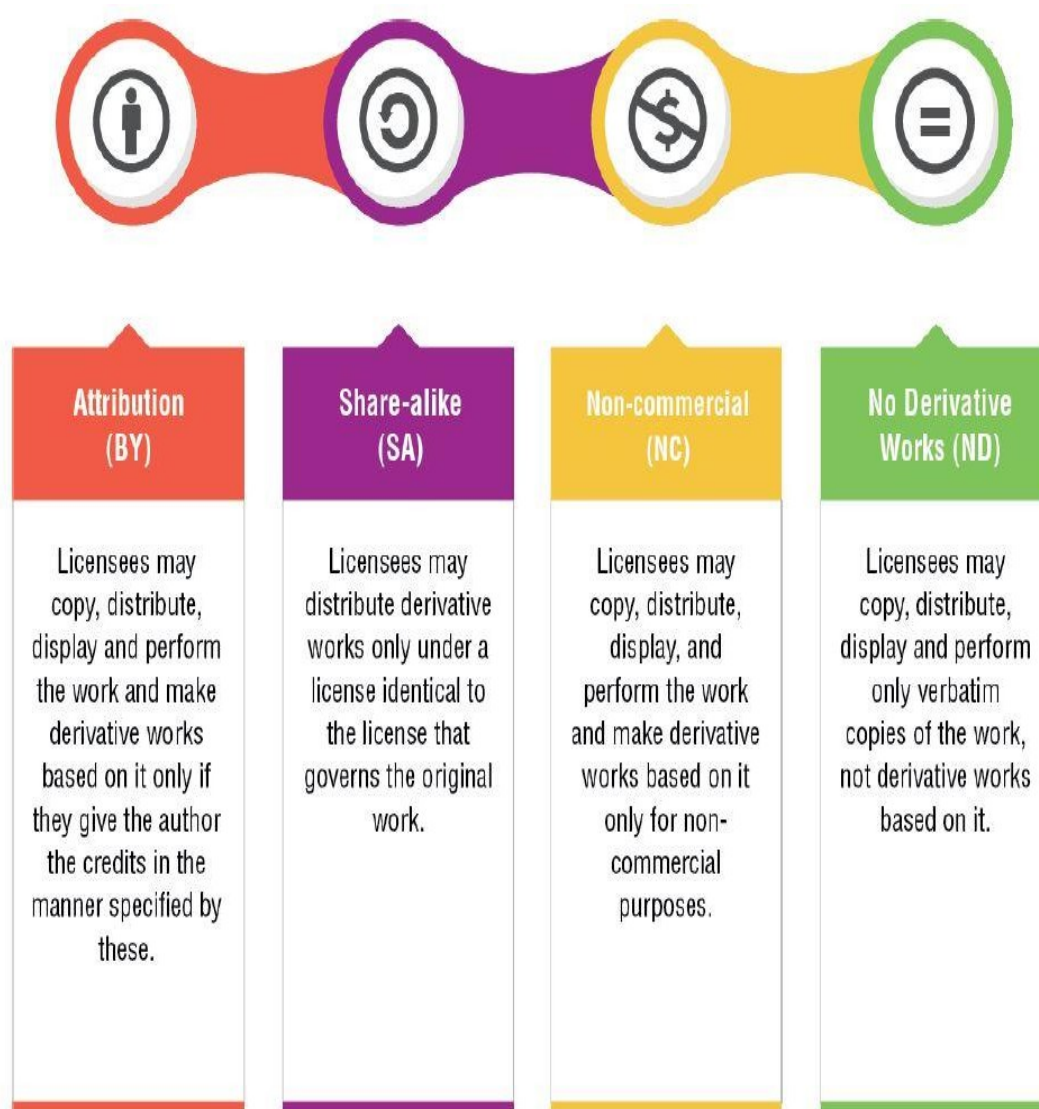 Attribution
(BY)
Licensees may
copy, distribute,
display and perform
the work and make
derivative works
based on it only if
they give the author
the credits in the
manner specified by
these.
Share-alike
(SA)
Licensees may
distribute derivative
works only under a
license identical to
the license that
governs the original
work.
Non-commercial
(NC)
Licensees may
copy, distribute,
display, and
perform the work
and make derivative
works based on it
only for non-
commercial
purposes.
No Derivative
Works (ND)
Licensees may
copy, distribute,
display and perform
only verbatim
copies of the work,
not derivative works
based on it.